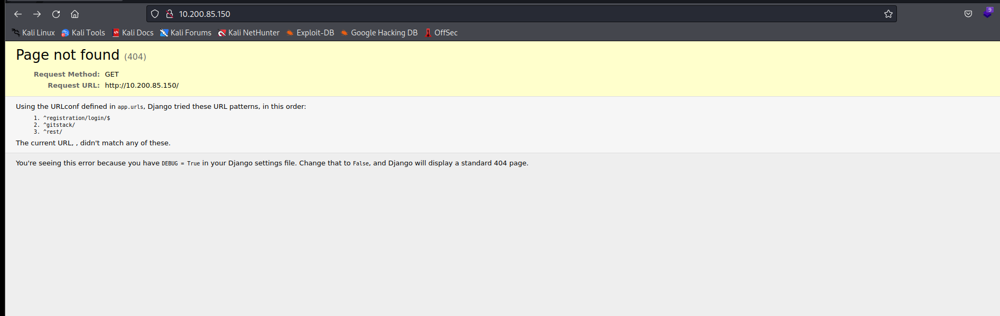 10.200.85.150
9
Kali Linux Kali Tools Kali Docs Kali Forums Kali NetHunter Exploit-DB Google Hacking DB OffSec
Page not found (404)
Request Method: GET
Request URL: http://10.200.85.150/
Using the URLconf defined in app.urls, Django tried these URL patterns, in this order:
1. ^registration/login/$
2. ^gitstack/
3. ^rest/
The current URL, , didn't match any of these.
You're seeing this error because you have DEBUG = True in your Django settings file. Change that to False, and Django will display a standard 404 page.